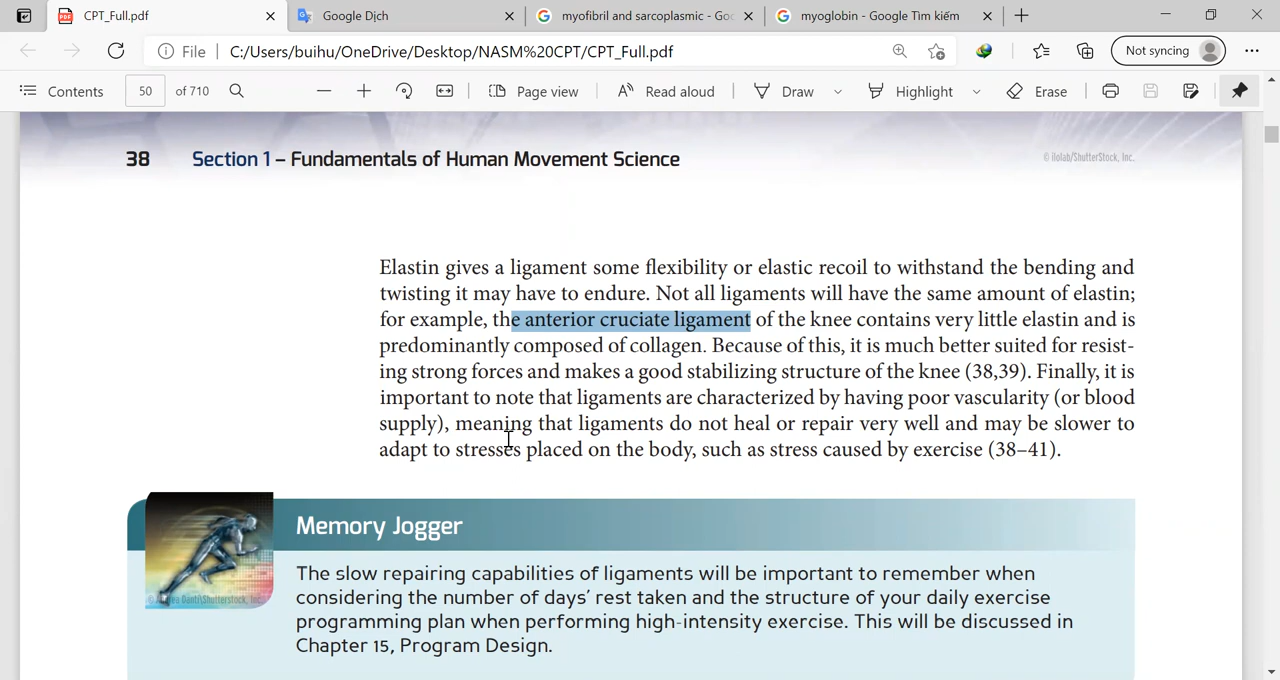 CPT_Full.pdf
Google Dịch
myofibril and sarcoplasmic - Goo
myoglobin - Google Tìm kiếm
File
C:/Users/buihu/OneDrive/Desktop/NASM%20CPT/CPT_Full.pdf
Not syncing
Contents
50
of 710
Page view
Read aloud
Draw
Highlight
Erase
38 Section 1 – Fundamentals of Human Movement Science
© ilolab/ShutterStock, Inc.
Elastin gives a ligament some flexibility or elastic recoil to withstand the bending and
twisting it may have to endure. Not all ligaments will have the same amount of elastin;
for example, the anterior cruciate ligament of the knee contains very little elastin and is
predominantly composed of collagen. Because of this, it is much better suited for resist-
ing strong forces and makes a good stabilizing structure of the knee (38,39). Finally, it is
important to note that ligaments are characterized by having poor vascularity (or blood
supply), meaning that ligaments do not heal or repair very well and may be slower to
adapt to stresses placed on the body, such as stress caused by exercise (38–41).
Memory Jogger
The slow repairing capabilities of ligaments will be important to remember when
considering the number of days’ rest taken and the structure of your daily exercise
programming plan when performing high-intensity exercise. This will be discussed in
Chapter 15, Program Design.